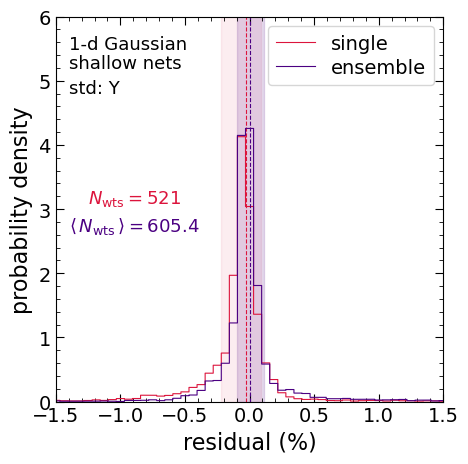 1-d Gaussian
shallow nets
std: Y
single
ensemble
N_wts = 521
⟨N_wts⟩ = 605.4
probability density
6
5
4
3
2
1
0
−1.5 −1.0 −0.5 0.0 0.5 1.0 1.5
residual (%)